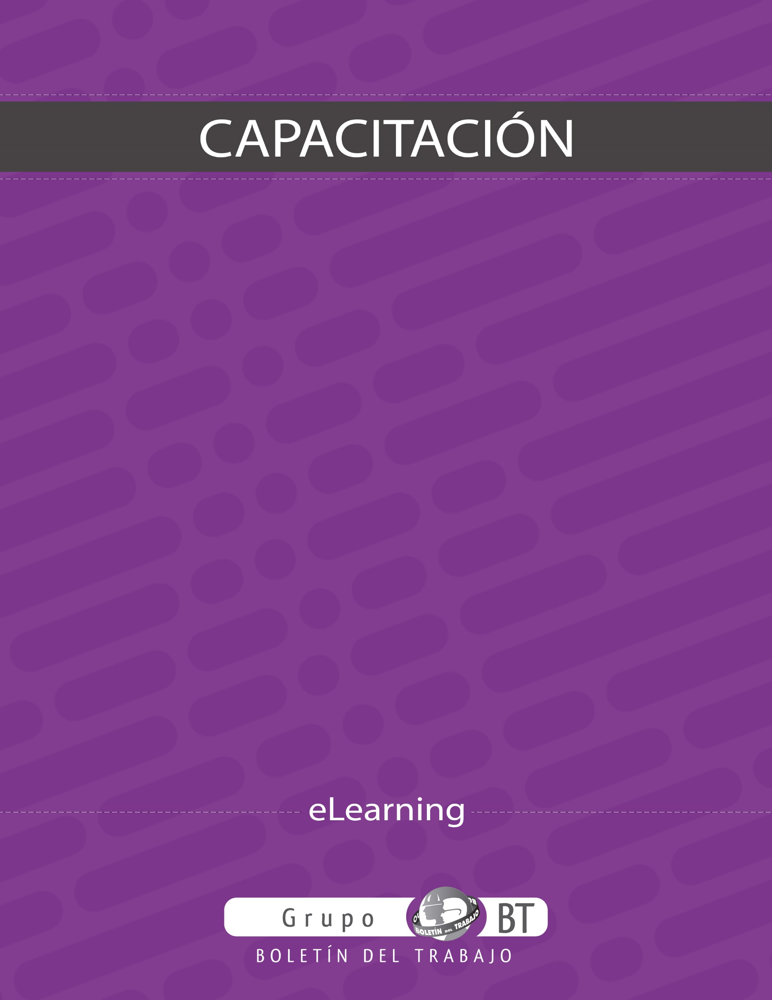 CAPACITACIÓN
eLearning
Grupo BT
BOLETÍN DEL TRABAJO
BOLETÍN DEL TRABAJO